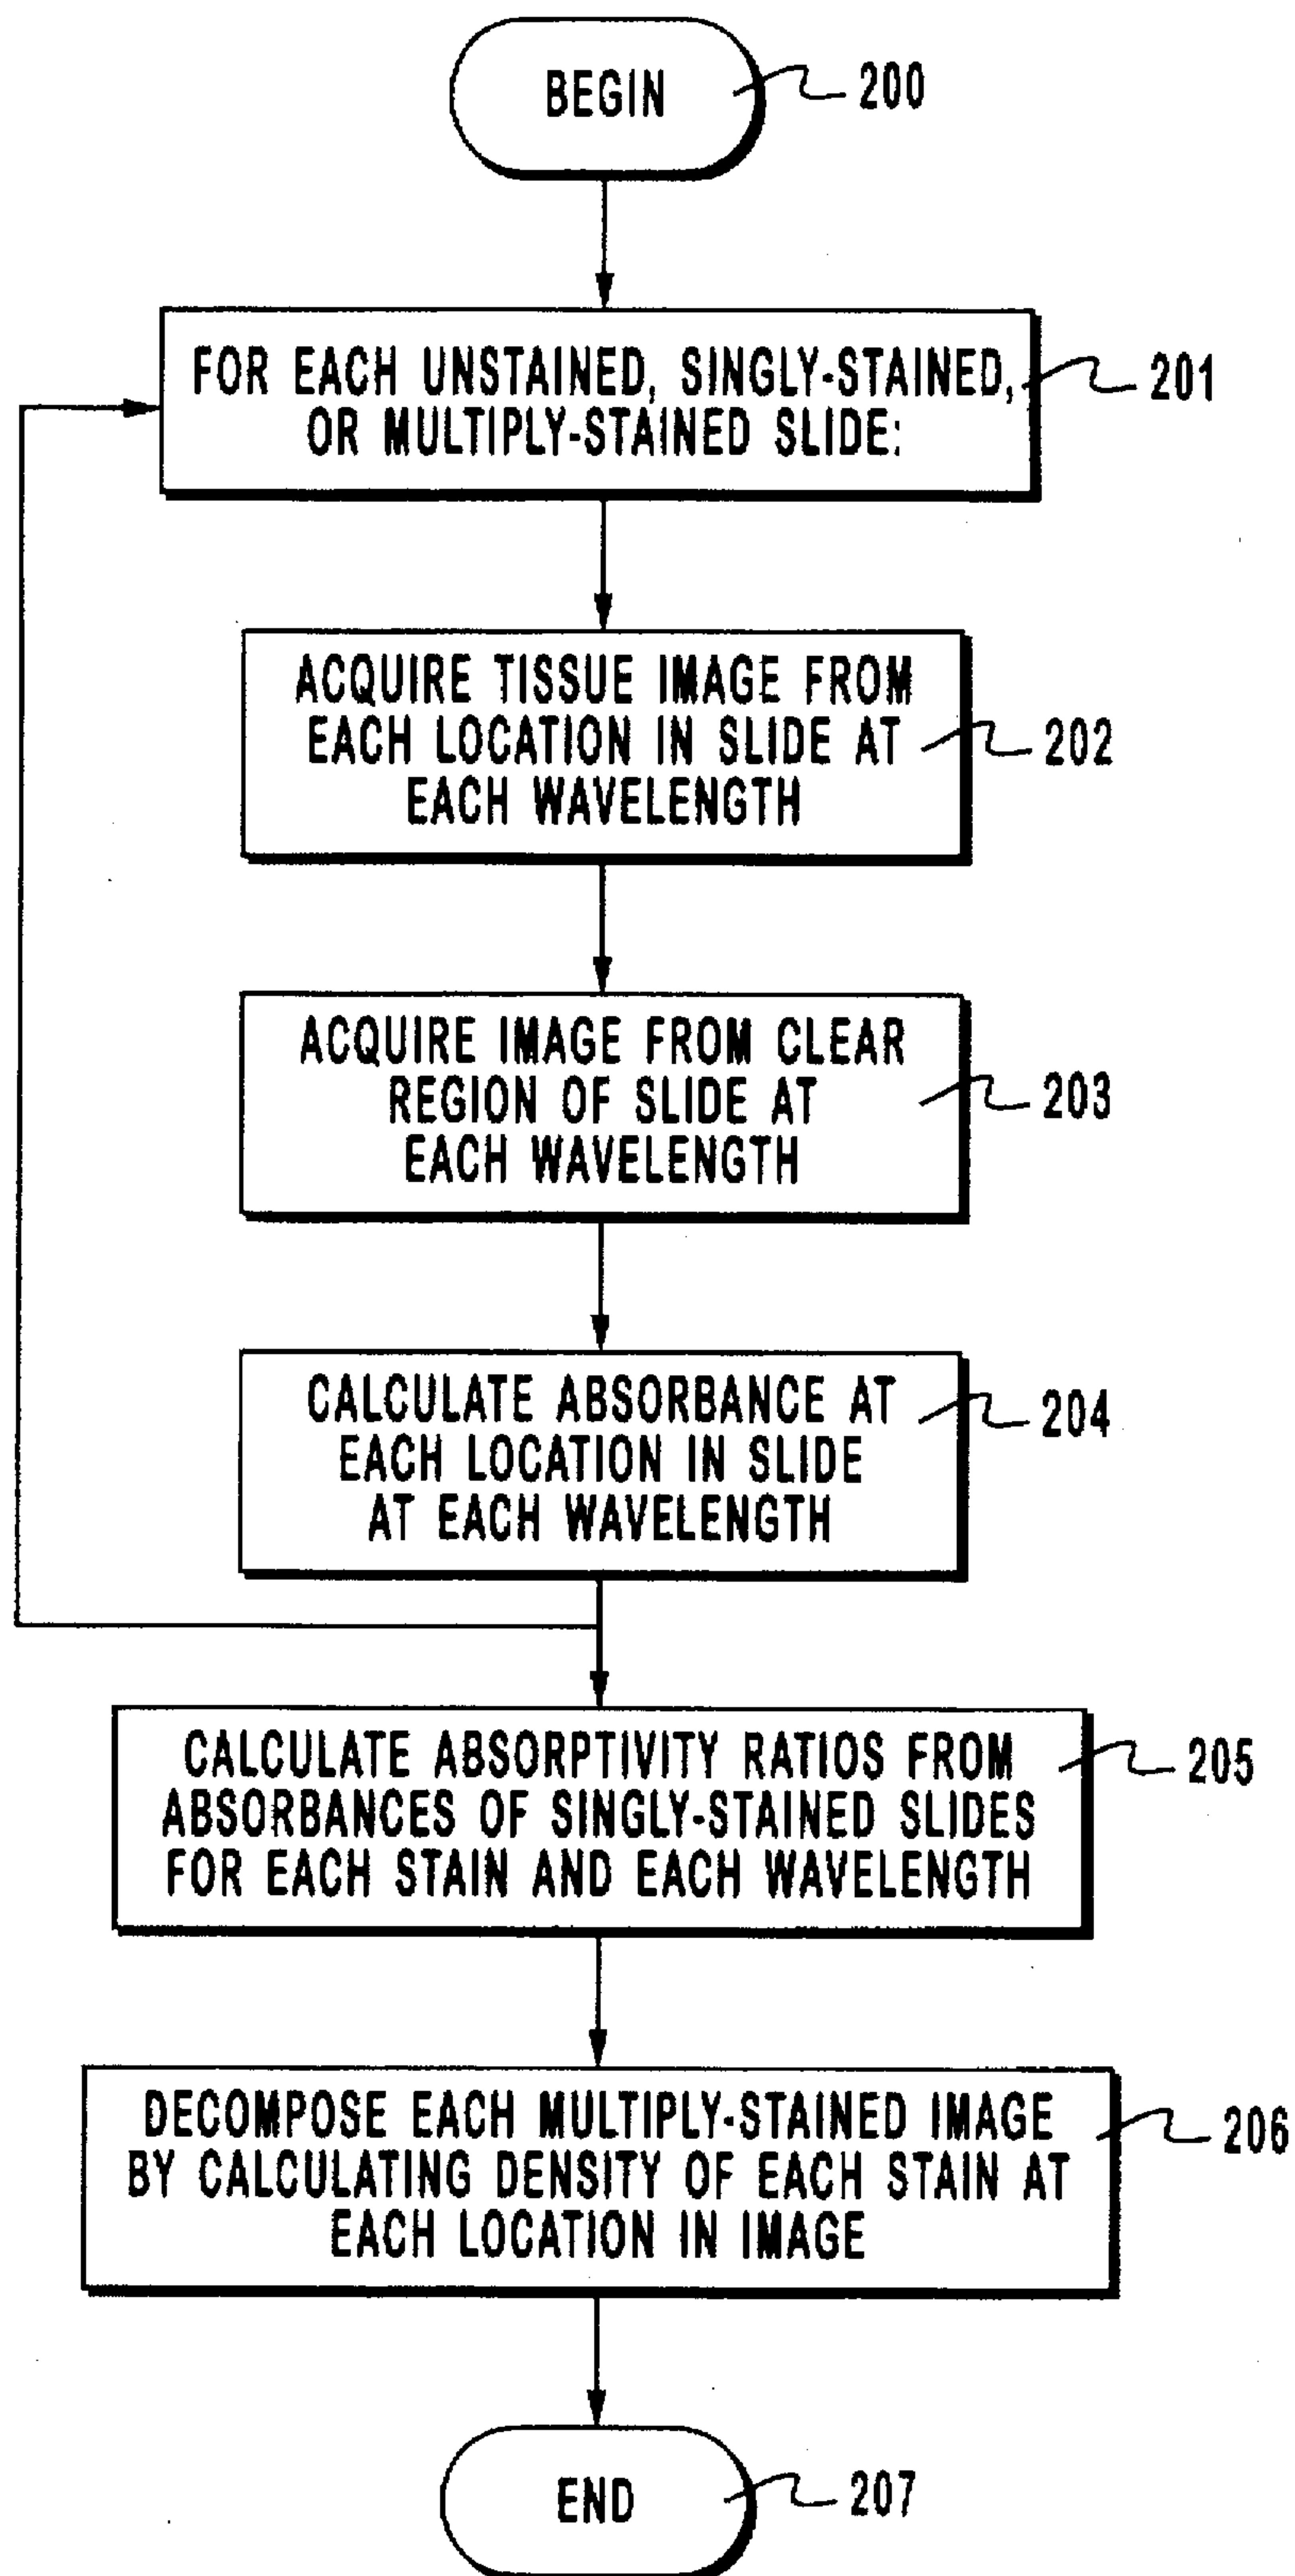 BEGIN
200
FOR EACH UNSTAINED, SINGLY-STAINED,
OR MULTIPLY-STAINED SLIDE:
201
ACQUIRE TISSUE IMAGE FROM
EACH LOCATION IN SLIDE AT
EACH WAVELENGTH
202
ACQUIRE IMAGE FROM CLEAR
REGION OF SLIDE AT
EACH WAVELENGTH
203
CALCULATE ABSORBANCE AT
EACH LOCATION IN SLIDE
AT EACH WAVELENGTH
204
CALCULATE ABSORPTIVITY RATIOS FROM
ABSORBANCES OF SINGLY-STAINED SLIDES
FOR EACH STAIN AND EACH WAVELENGTH
205
DECOMPOSE EACH MULTIPLY-STAINED IMAGE
BY CALCULATING DENSITY OF EACH STAIN AT
EACH LOCATION IN IMAGE
206
END
207